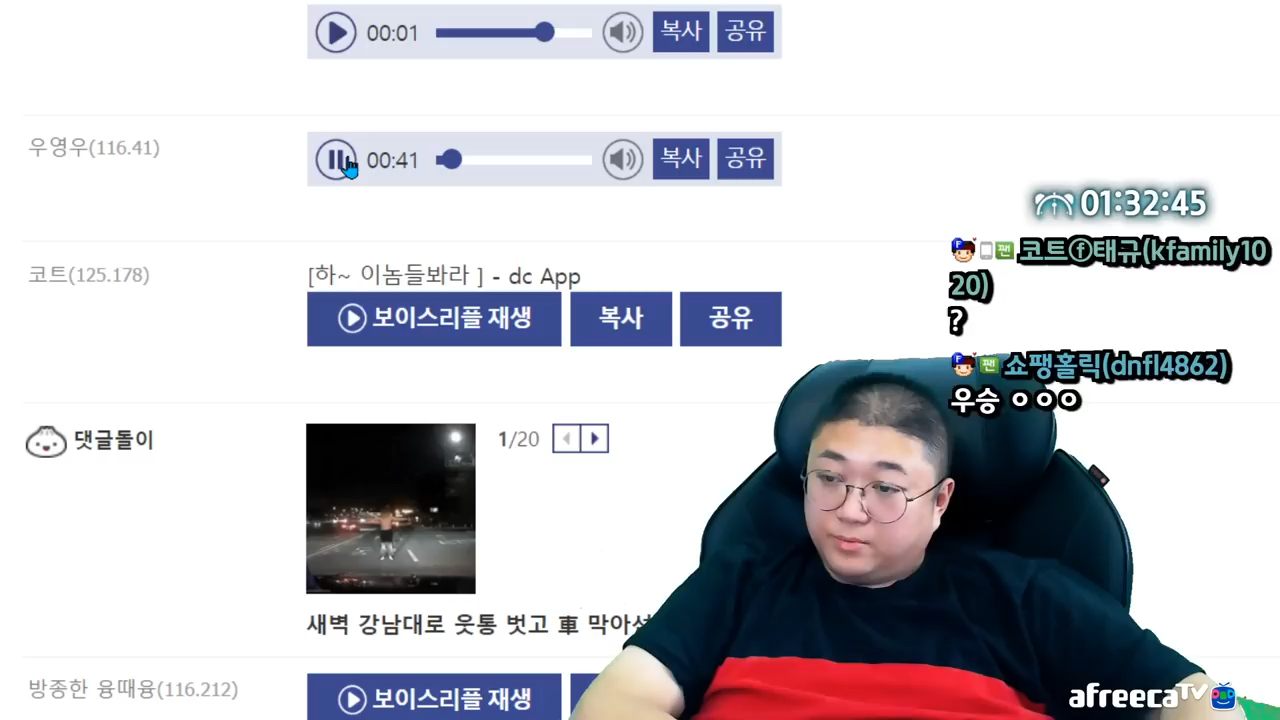 00:01 복사 공유
우영우(116.41)
00:41 복사 공유
01:32:45
코트ⓕ태규(kfamily10
20)
?
쇼팽홀릭(dnfl4862)
우승 ㅇㅇㅇ
코트(125.178)
[하~ 이놈들봐라 ] - dc App
보이스리플 재생 복사 공유
댓글돌이
1/20
새벽 강남대로 웃통 벗고 車
방종한 융때융(116.212)
보이스리플 재생
afreecaTV